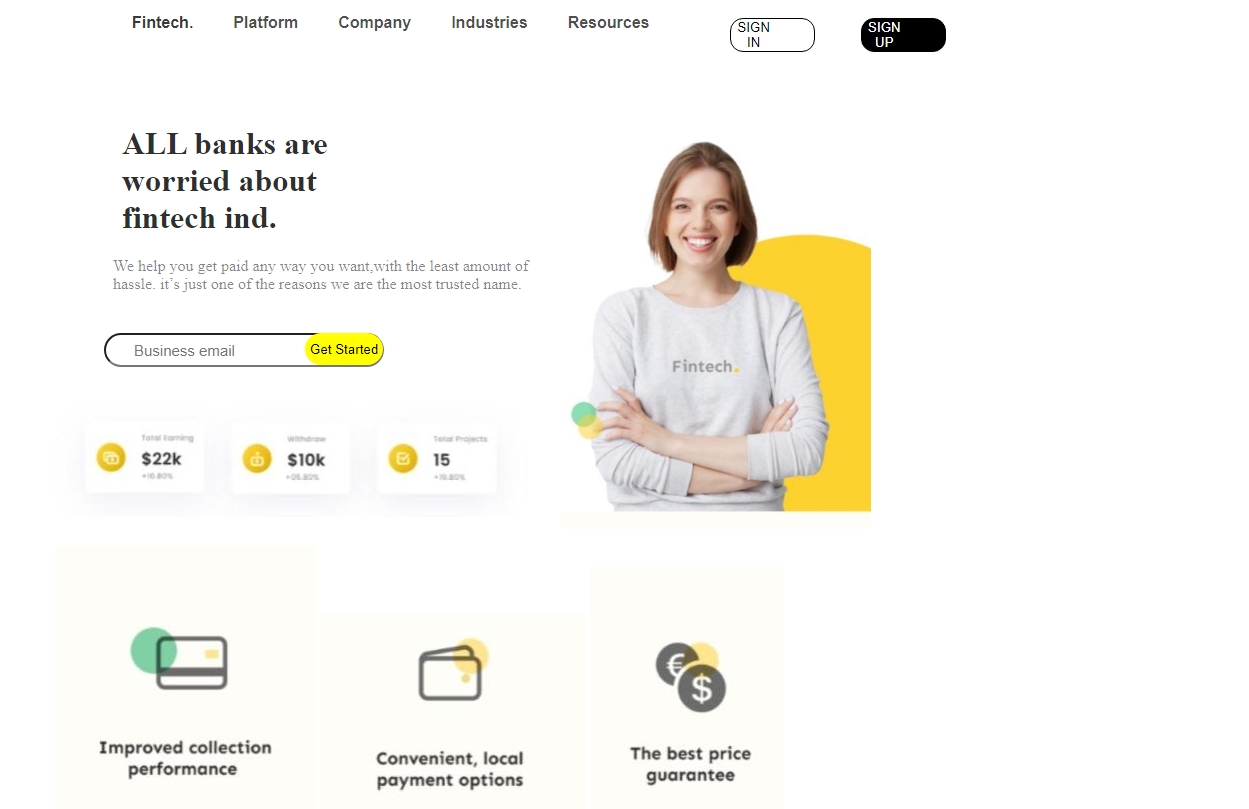 Fintech. Platform Company Industries Resources
SIGN
IN
SIGN
UP
ALL banks are
worried about
fintech ind.
We help you get paid any way you want,with the least amount of
hassle. it’s just one of the reasons we are the most trusted name.
Business email
Get Started
Fintech.
Total Earning
$22k
+10.80%
Withdraw
$10k
Total Projects
15
+10.80%
Improved collection
performance
Convenient, local
payment options
The best price
guarantee
€
$